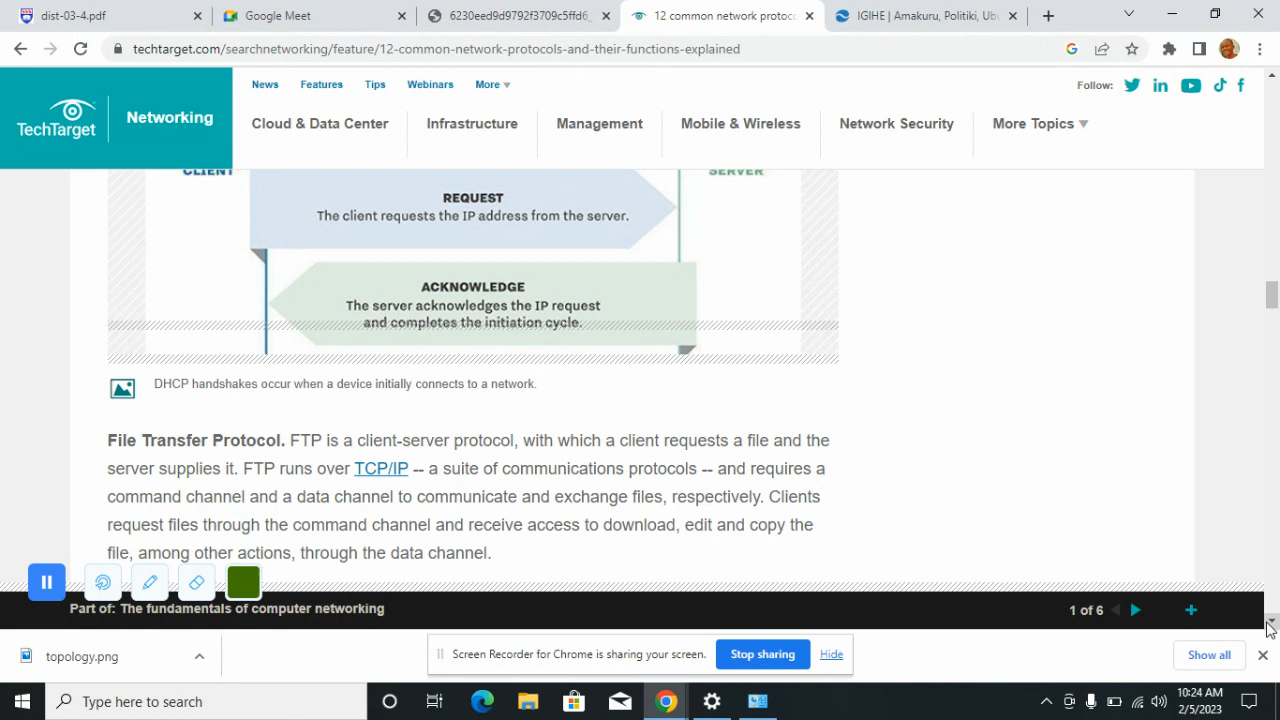 dist-03-4.pdf
Google Meet
6230eed9d9792f3709c5ffd6_
12 common network protoco
IGIHE | Amakuru, Politiki, Ubu
techtarget.com/searchnetworking/feature/12-common-network-protocols-and-their-functions-explained
TechTarget
Networking
News Features Tips Webinars More
Follow:
Cloud & Data Center Infrastructure Management Mobile & Wireless Network Security More Topics
CLIENT SERVER
REQUEST
The client requests the IP address from the server.
ACKNOWLEDGE
The server acknowledges the IP request
and completes the initiation cycle.
DHCP handshakes occur when a device initially connects to a network.
File Transfer Protocol. FTP is a client-server protocol, with which a client requests a file and the
server supplies it. FTP runs over TCP/IP -- a suite of communications protocols -- and requires a
command channel and a data channel to communicate and exchange files, respectively. Clients
request files through the command channel and receive access to download, edit and copy the
file, among other actions, through the data channel.
Part of: The fundamentals of computer networking
1 of 6
topology.png
Screen Recorder for Chrome is sharing your screen. Stop sharing Hide
Show all
Type here to search
10:24 AM
2/5/2023